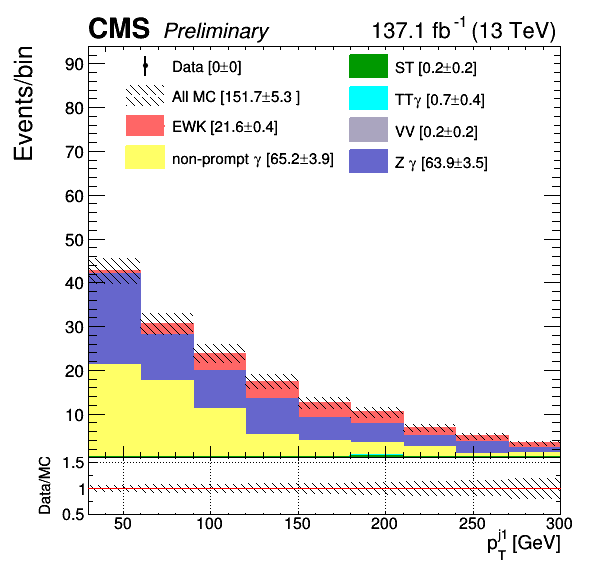 CMS Preliminary 137.1 fb⁻¹ (13 TeV)
Events/bin
Data [0±0]
All MC [151.7±5.3 ]
EWK [21.6±0.4]
non-prompt γ [65.2±3.9]
ST [0.2±0.2]
TTγ [0.7±0.4]
VV [0.2±0.2]
Z γ [63.9±3.5]
90
80
70
60
50
40
30
20
10
Data/MC
1.5
1
0.5
50 100 150 200 250 300
p_T^j1 [GeV]